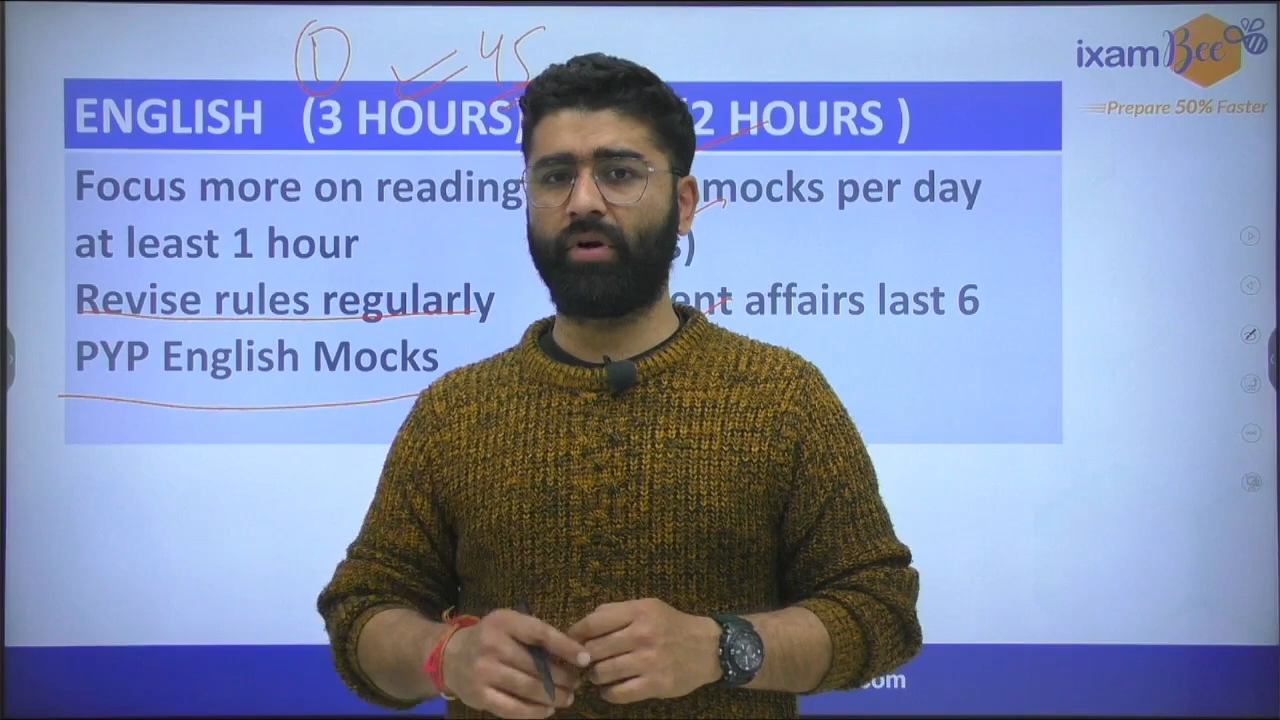 ixamBee
Prepare 50% Faster
1 45
ENGLISH (3 HOURS) 2 HOURS )
Focus more on reading mocks per day
at least 1 hour )
Revise rules regularly affairs last 6
PYP English Mocks
.com